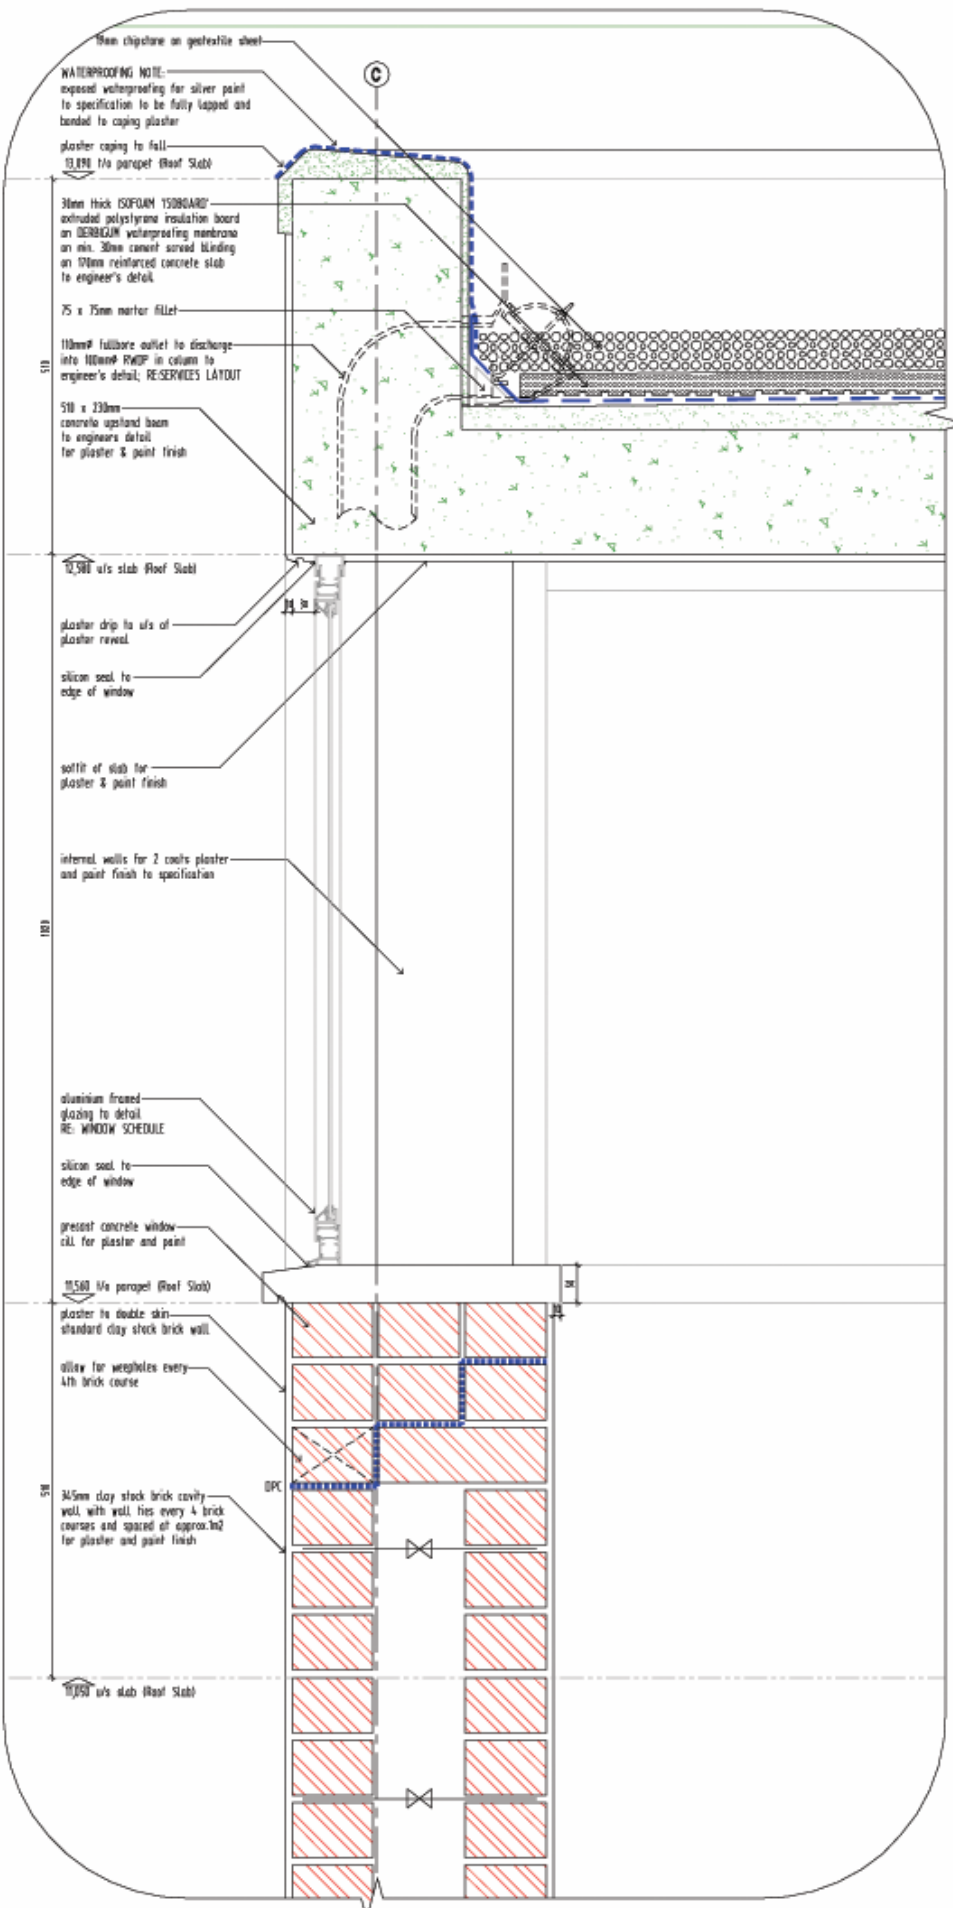 19mm chipstone on geotextile sheet
C
WATERPROOFING NOTE:
exposed waterproofing for silver paint
to specification to be fully lapped and
bonded to coping plaster
plaster coping to fall
13,090 t/o parapet (Roof Slab)
30mm thick ISOFOAM 'ISOBOARD'
extruded polystyrene insulation board
on DERBIGUM waterproofing membrane
on min. 30mm cement screed blinding
on 170mm reinforced concrete slab
to engineer's detail
75 x 75mm mortar fillet
110mmø fullbore outlet to discharge
into 100mmø RWDP in column to
engineer's detail; RE:SERVICES LAYOUT
510
510 x 230mm
concrete upstand beam
to engineers detail
for plaster & paint finish
12,580 u/s slab (Roof Slab)
plaster drip to u/s of
plaster reveal
silicon seal to
edge of window
soffit of slab for
plaster & paint finish
internal walls for 2 coats plaster
and paint finish to specification
1020
aluminium framed
glazing to detail
RE: WINDOW SCHEDULE
silicon seal to
edge of window
precast concrete window
cill for plaster and paint
11,560 t/o parapet (Roof Slab)
plaster to double skin
standard clay stock brick wall
allow for weepholes every
4th brick course
DPC
510
345mm clay stock brick cavity
wall, with wall ties every 4 brick
courses and spaced at approx.1m2
for plaster and paint finish
11,050 u/s slab (Roof Slab)